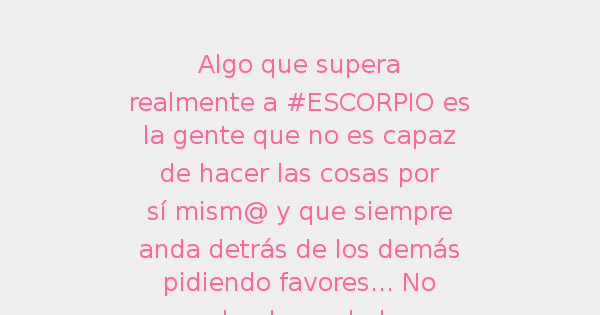 Algo que supera
realmente a #ESCORPIO es
la gente que no es capaz
de hacer las cosas por
sí mism@ y que siempre
anda detrás de los demás
pidiendo favores... No